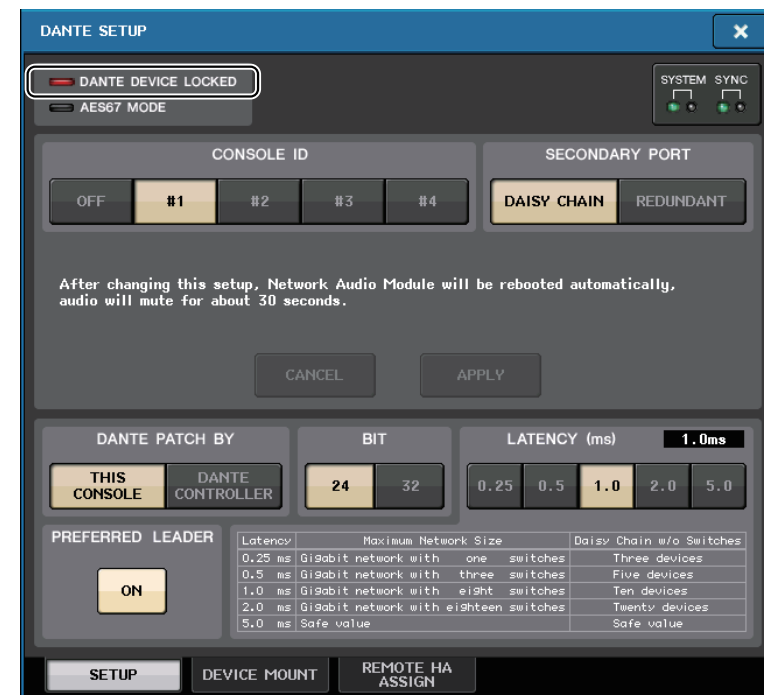 DANTE SETUP
DANTE DEVICE LOCKED
AES67 MODE
SYSTEM SYNC
CONSOLE ID
SECONDARY PORT
OFF #1 #2 #3 #4 DAISY CHAIN REDUNDANT
After changing this setup, Network Audio Module will be rebooted automatically,
audio will mute for about 30 seconds.
CANCEL APPLY
DANTE PATCH BY BIT LATENCY (ms) 1.0ms
THIS CONSOLE DANTE CONTROLLER 24 32 0.25 0.5 1.0 2.0 5.0
PREFERRED LEADER
ON
Latency Maximum Network Size Daisy Chain w/o Switches
0.25 ms Gigabit network with one switches Three devices
0.5 ms Gigabit network with three switches Five devices
1.0 ms Gigabit network with eight switches Ten devices
2.0 ms Gigabit network with eighteen switches Twenty devices
5.0 ms Safe value Safe value
SETUP DEVICE MOUNT REMOTE HA ASSIGN